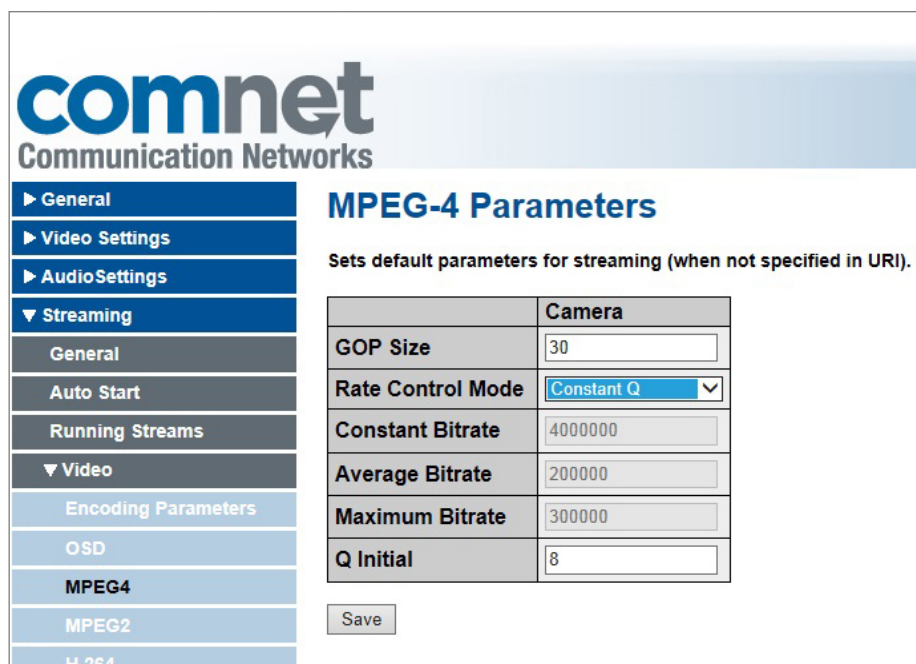 comnet
Communication Networks
General
Video Settings
AudioSettings
Streaming
General
Auto Start
Running Streams
Video
Encoding Parameters
OSD
MPEG4
MPEG2
H.264
MPEG-4 Parameters
Sets default parameters for streaming (when not specified in URI).
Camera
GOP Size 30
Rate Control Mode Constant Q
Constant Bitrate 4000000
Average Bitrate 200000
Maximum Bitrate 300000
Q Initial 8
Save